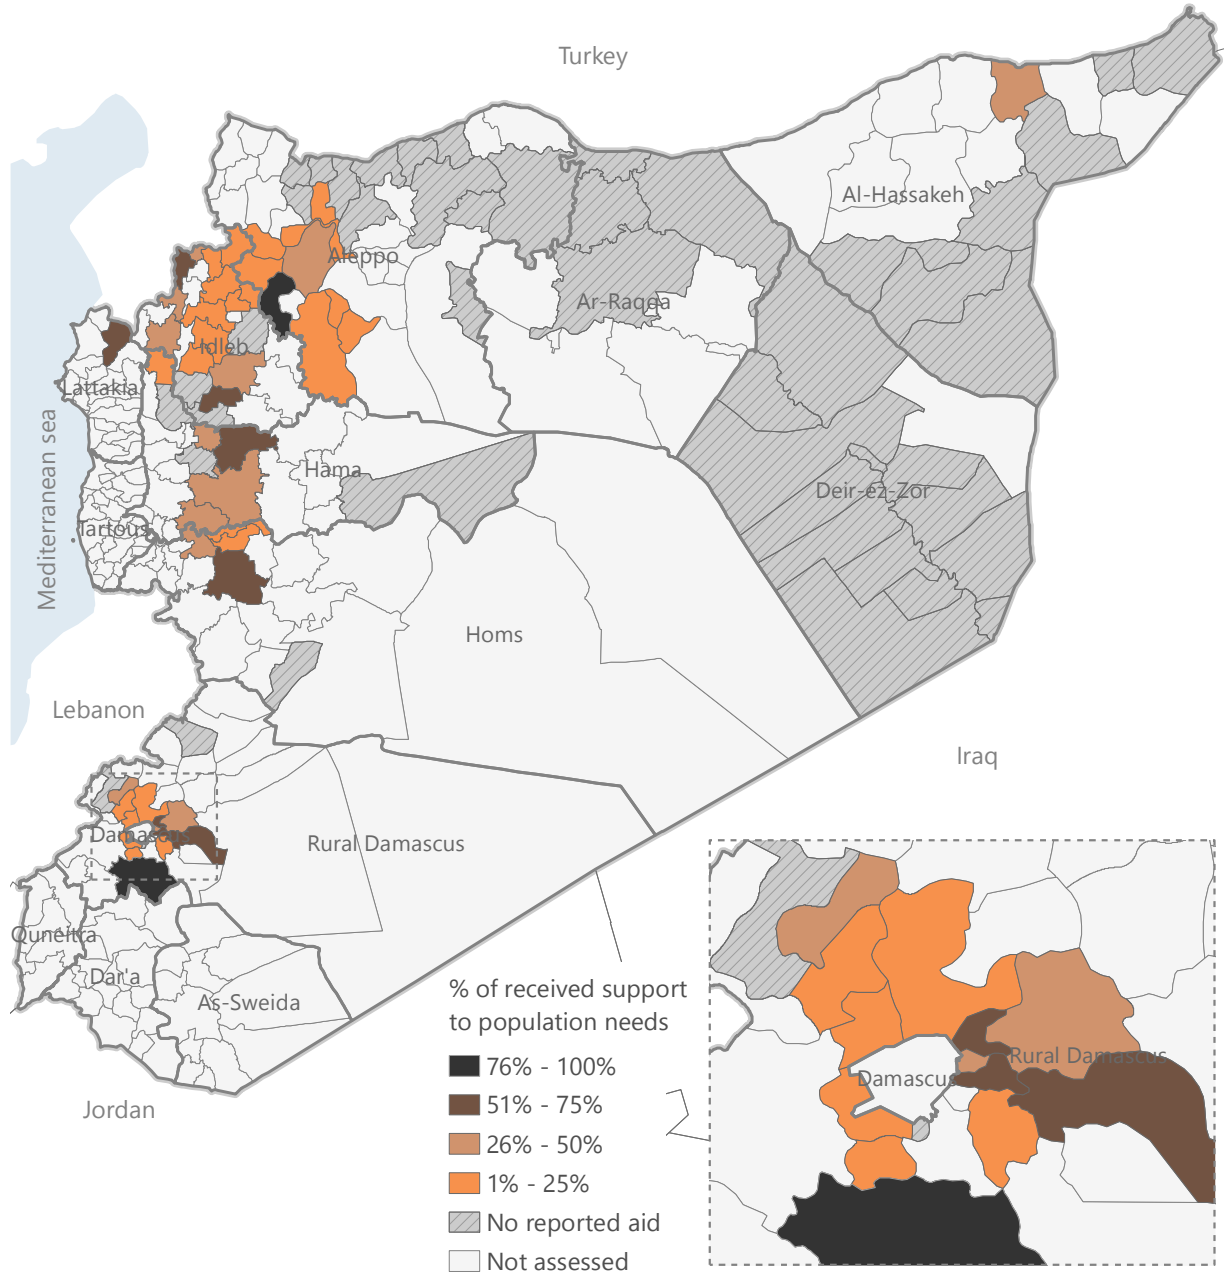 Turkey
Al-Hassakeh
Aleppo
Ar-Raqqa
Idleb
Lattakia
Mediterranean sea
Hama
Deir-ez-Zor
Tartous
Homs
Lebanon
Iraq
Damascus
Rural Damascus
Quneitra
Dar'a
As-Sweida
Jordan
% of received support
to population needs
76% - 100%
51% - 75%
26% - 50%
1% - 25%
No reported aid
Not assessed
Rural Damascus
Damascus